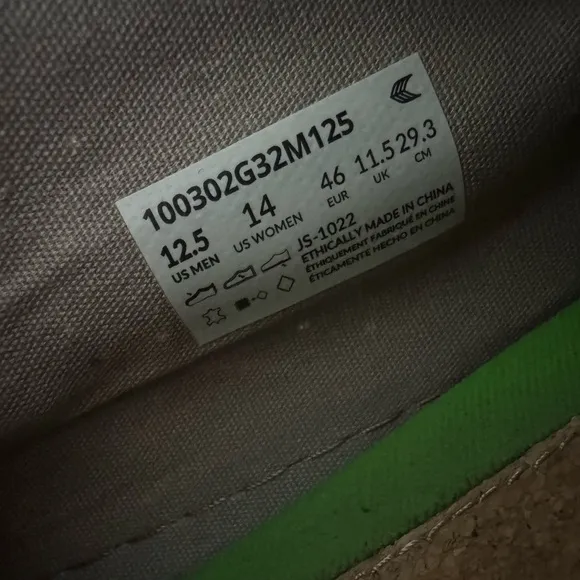 100302G32M125
12.5 14 46 11.5 29.3
US MEN US WOMEN EUR UK CM
JS-1022
ETHICALLY MADE IN CHINA
ÉTHIQUEMENT FABRIQUÉ EN CHINE
ÉTICAMENTE HECHO EN CHINA